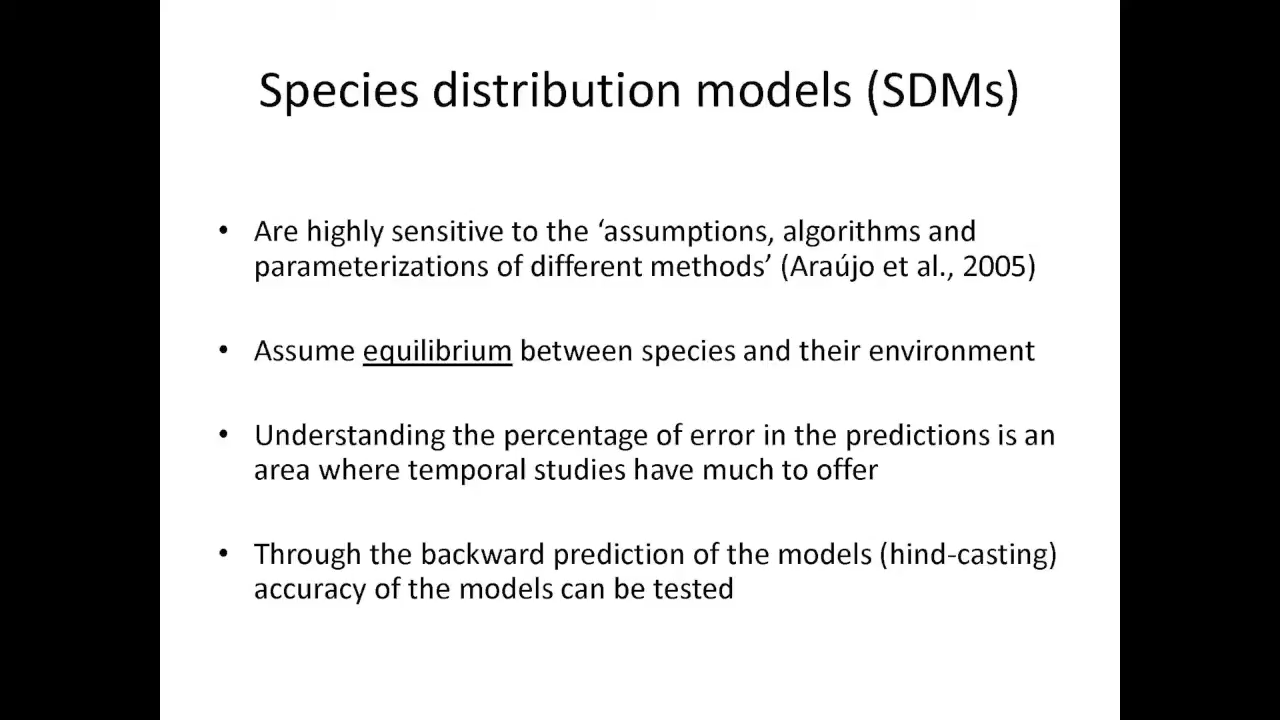 Species distribution models (SDMs)
• Are highly sensitive to the ‘assumptions, algorithms and
parameterizations of different methods’ (Araújo et al., 2005)
• Assume equilibrium between species and their environment
• Understanding the percentage of error in the predictions is an
area where temporal studies have much to offer
• Through the backward prediction of the models (hind-casting)
accuracy of the models can be tested